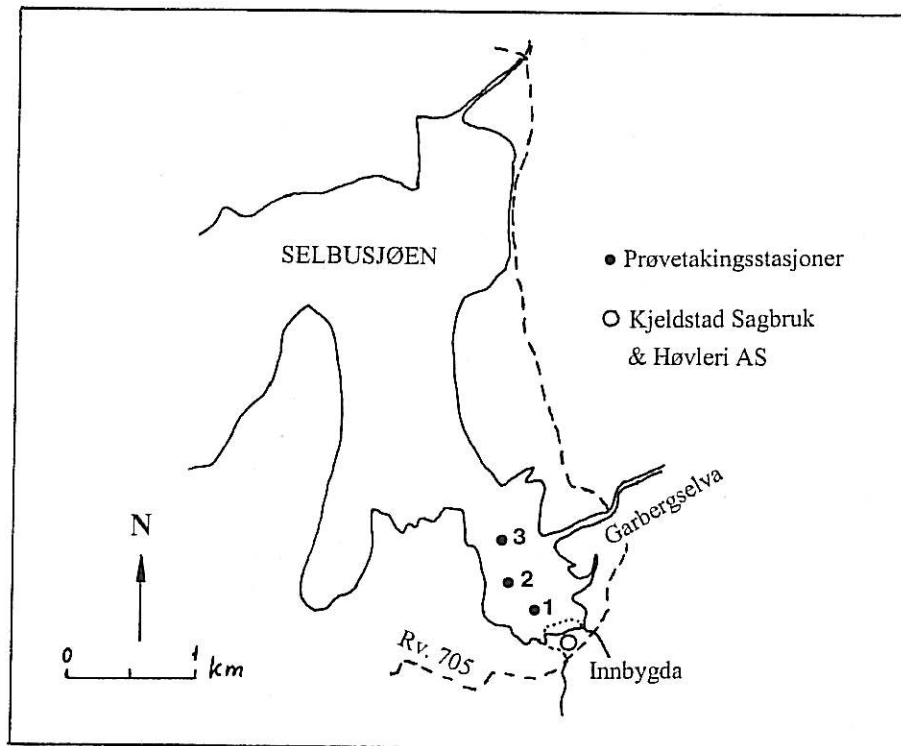 SELBUSJØEN
● Prøvetakingsstasjoner
○ Kjeldstad Sagbruk
& Høvleri AS
Garbergselva
N
3
2
1
0 1
km
Rv. 705
Innbygda